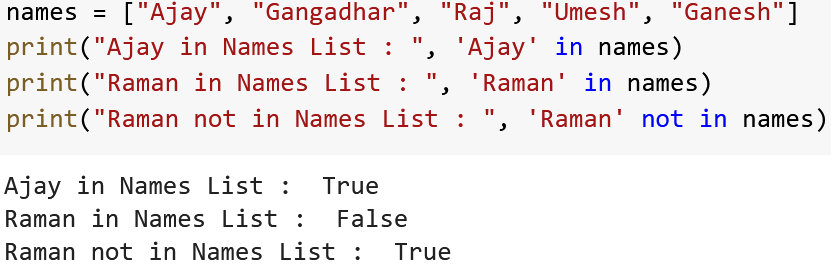 names = ["Ajay", "Gangadhar", "Raj", "Umesh", "Ganesh"]
print("Ajay in Names List : ", 'Ajay' in names)
print("Raman in Names List : ", 'Raman' in names)
print("Raman not in Names List : ", 'Raman' not in names)
Ajay in Names List :  True
Raman in Names List :  False
Raman not in Names List :  True